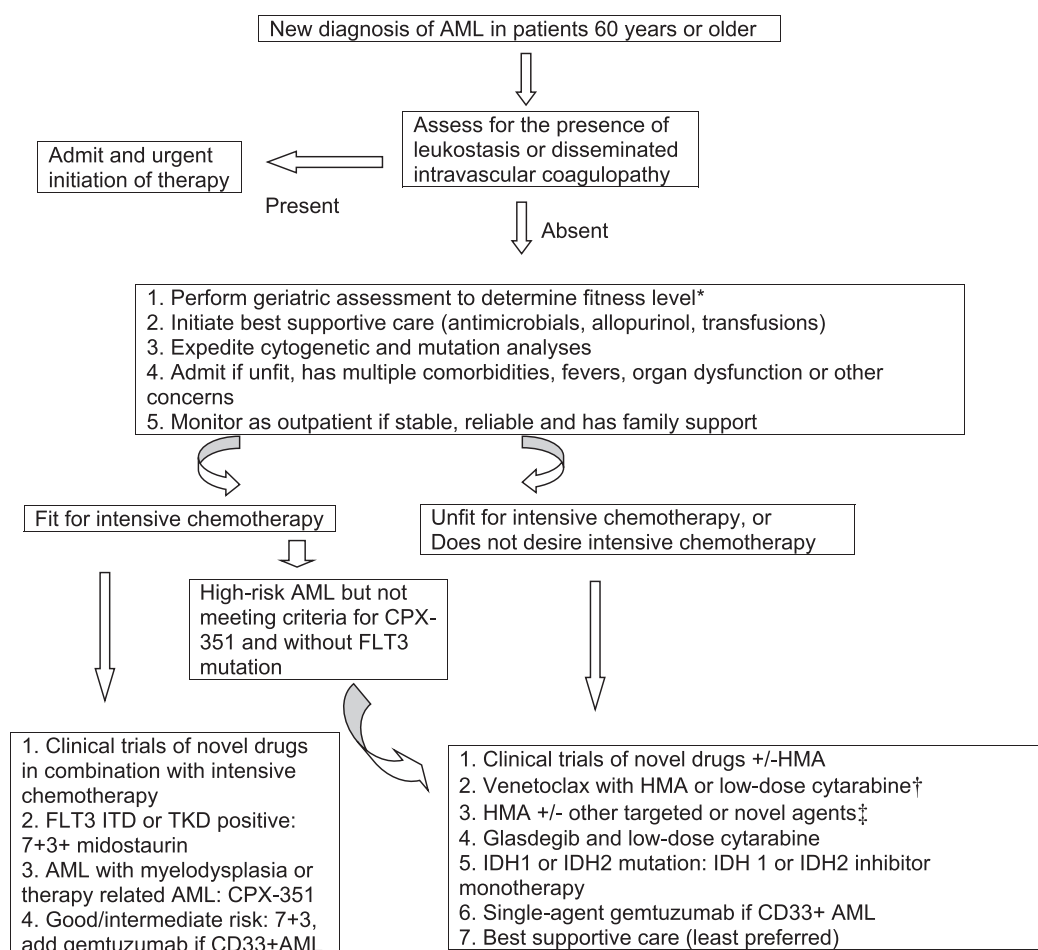 New diagnosis of AML in patients 60 years or older
Assess for the presence of
leukostasis or disseminated
intravascular coagulopathy
Admit and urgent
initiation of therapy
Present
Absent
1. Perform geriatric assessment to determine fitness level*
2. Initiate best supportive care (antimicrobials, allopurinol, transfusions)
3. Expedite cytogenetic and mutation analyses
4. Admit if unfit, has multiple comorbidities, fevers, organ dysfunction or other
concerns
5. Monitor as outpatient if stable, reliable and has family support
Fit for intensive chemotherapy
Unfit for intensive chemotherapy, or
Does not desire intensive chemotherapy
High-risk AML but not
meeting criteria for CPX-
351 and without FLT3
mutation
1. Clinical trials of novel drugs
in combination with intensive
chemotherapy
2. FLT3 ITD or TKD positive:
7+3+ midostaurin
3. AML with myelodysplasia or
therapy related AML: CPX-351
4. Good/intermediate risk: 7+3,
add gemtuzumab if CD33+AML
1. Clinical trials of novel drugs +/-HMA
2. Venetoclax with HMA or low-dose cytarabine†
3. HMA +/- other targeted or novel agents‡
4. Glasdegib and low-dose cytarabine
5. IDH1 or IDH2 mutation: IDH 1 or IDH2 inhibitor
monotherapy
6. Single-agent gemtuzumab if CD33+ AML
7. Best supportive care (least preferred)